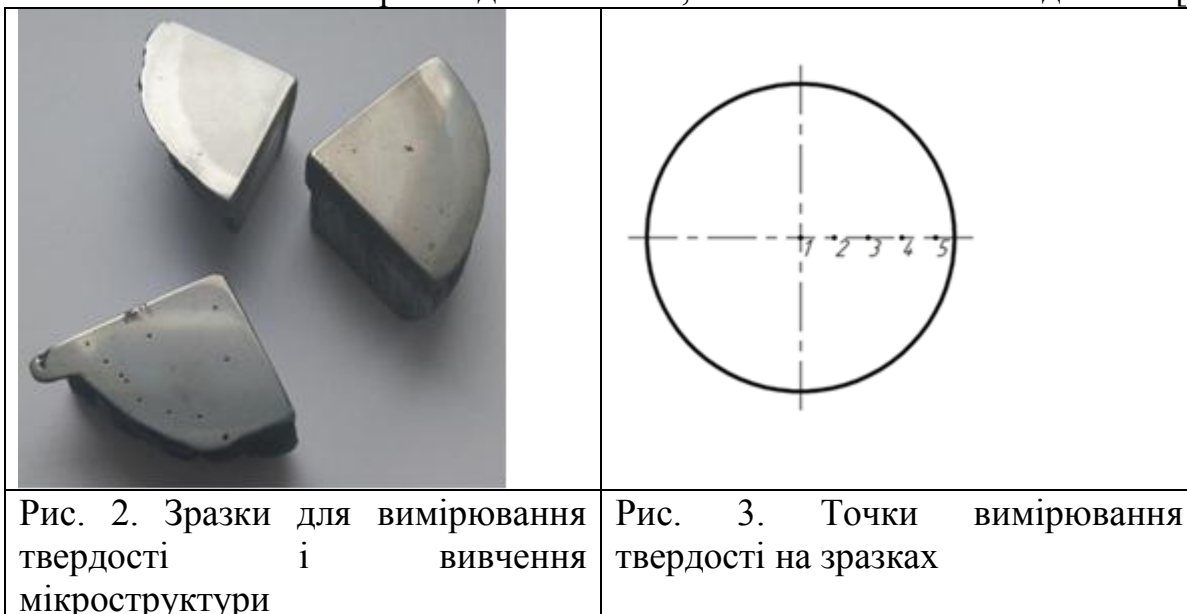 1 2 3 4 5
Рис. 2. Зразки для вимірювання
твердості і вивчення
мікроструктури
Рис. 3. Точки вимірювання
твердості на зразках